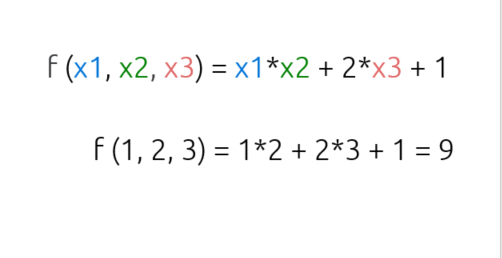 f (x1, x2, x3) = x1*x2 + 2*x3 + 1
f (1, 2, 3) = 1*2 + 2*3 + 1 = 9